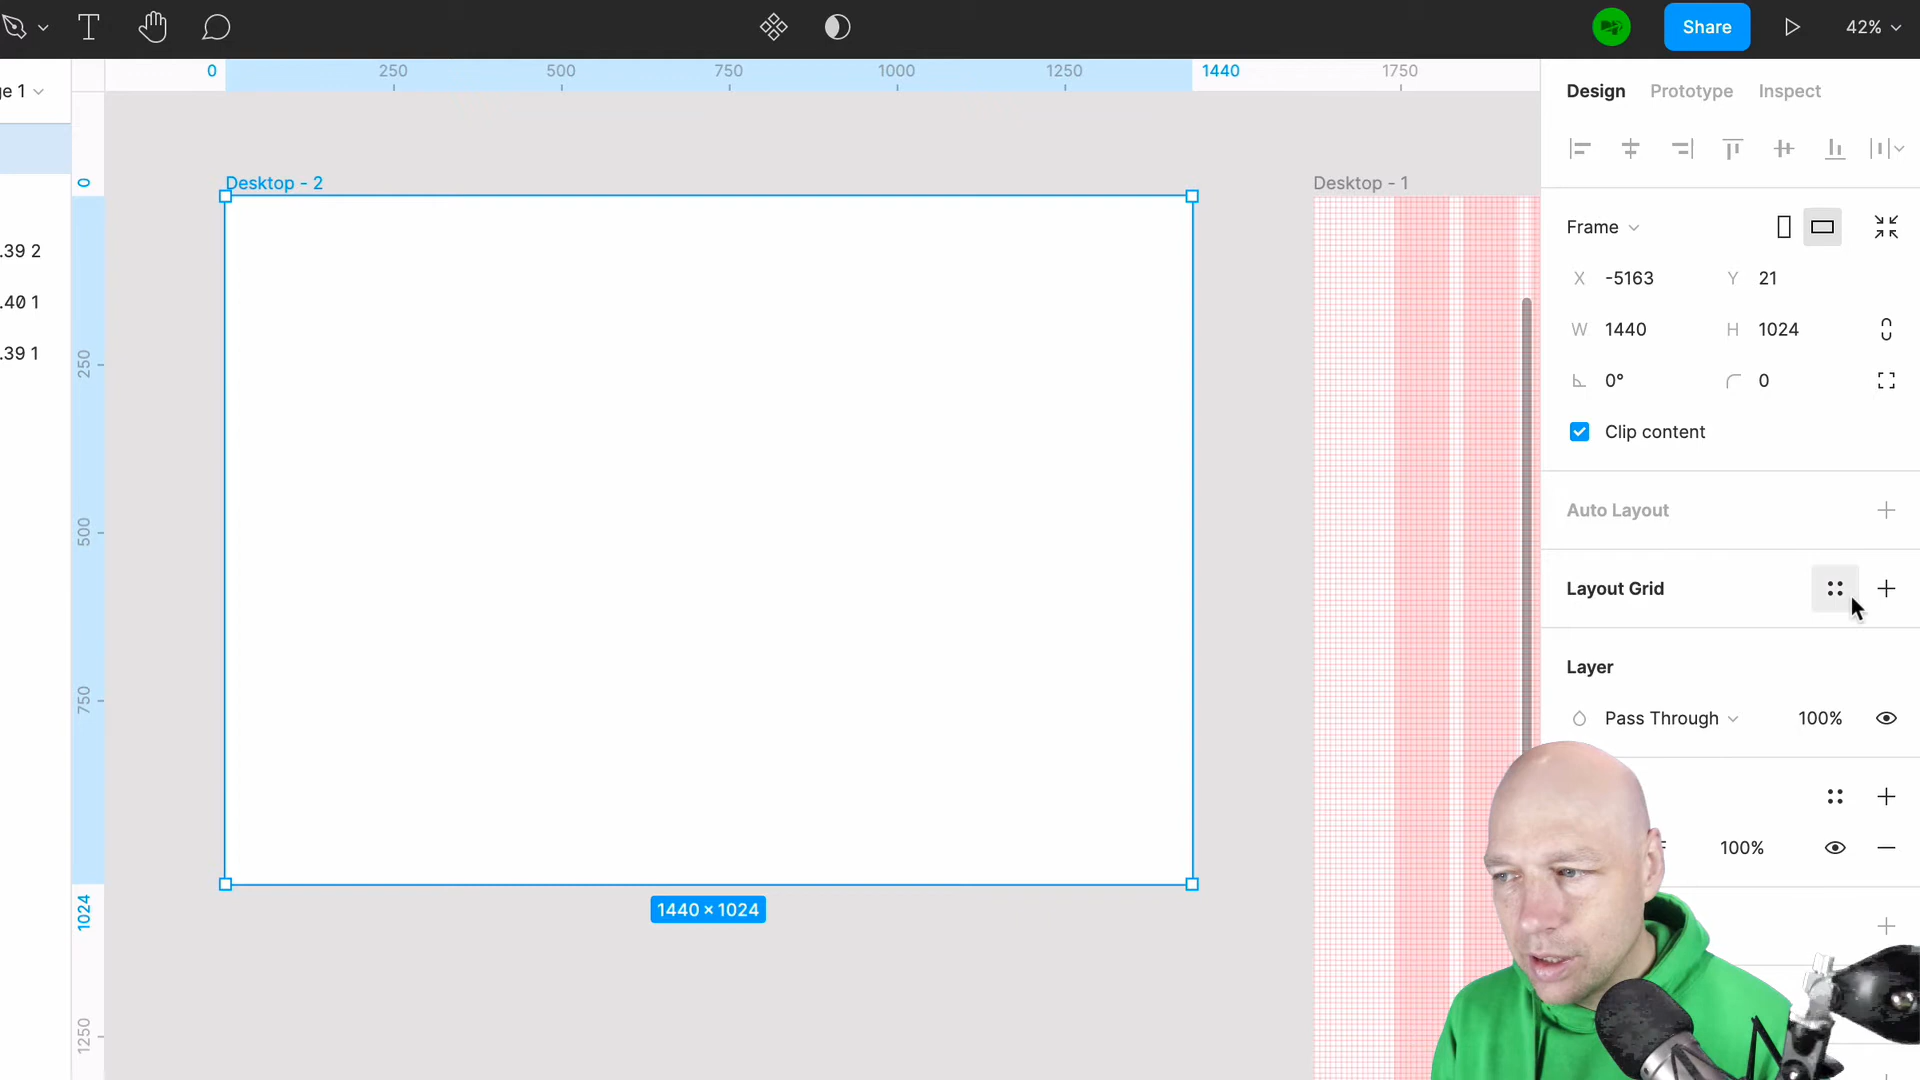 Share
42%
ge 1
0
250
500
750
1000
1250
1440
1750
Design
Prototype
Inspect
0
Desktop - 2
Desktop - 1
Frame
.39 2
X -5163
Y 21
.40 1
W 1440
H 1024
.39 1
250
0°
0
Clip content
500
Auto Layout
Layout Grid
Layer
750
Pass Through
100%
100%
1024
1440 × 1024
1250